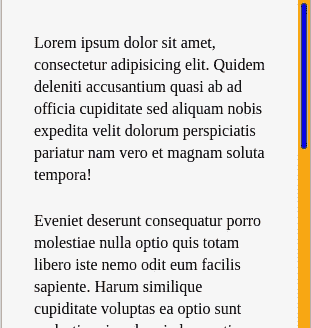 Lorem ipsum dolor sit amet,
consectetur adipisicing elit. Quidem
deleniti accusantium quasi ab ad
officia cupiditate sed aliquam nobis
expedita velit dolorum perspiciatis
pariatur nam vero et magnam soluta
tempora!
Eveniet deserunt consequatur porro
molestiae nulla optio quis totam
libero iste nemo odit eum facilis
sapiente. Harum similique
cupiditate voluptas ea optio sunt